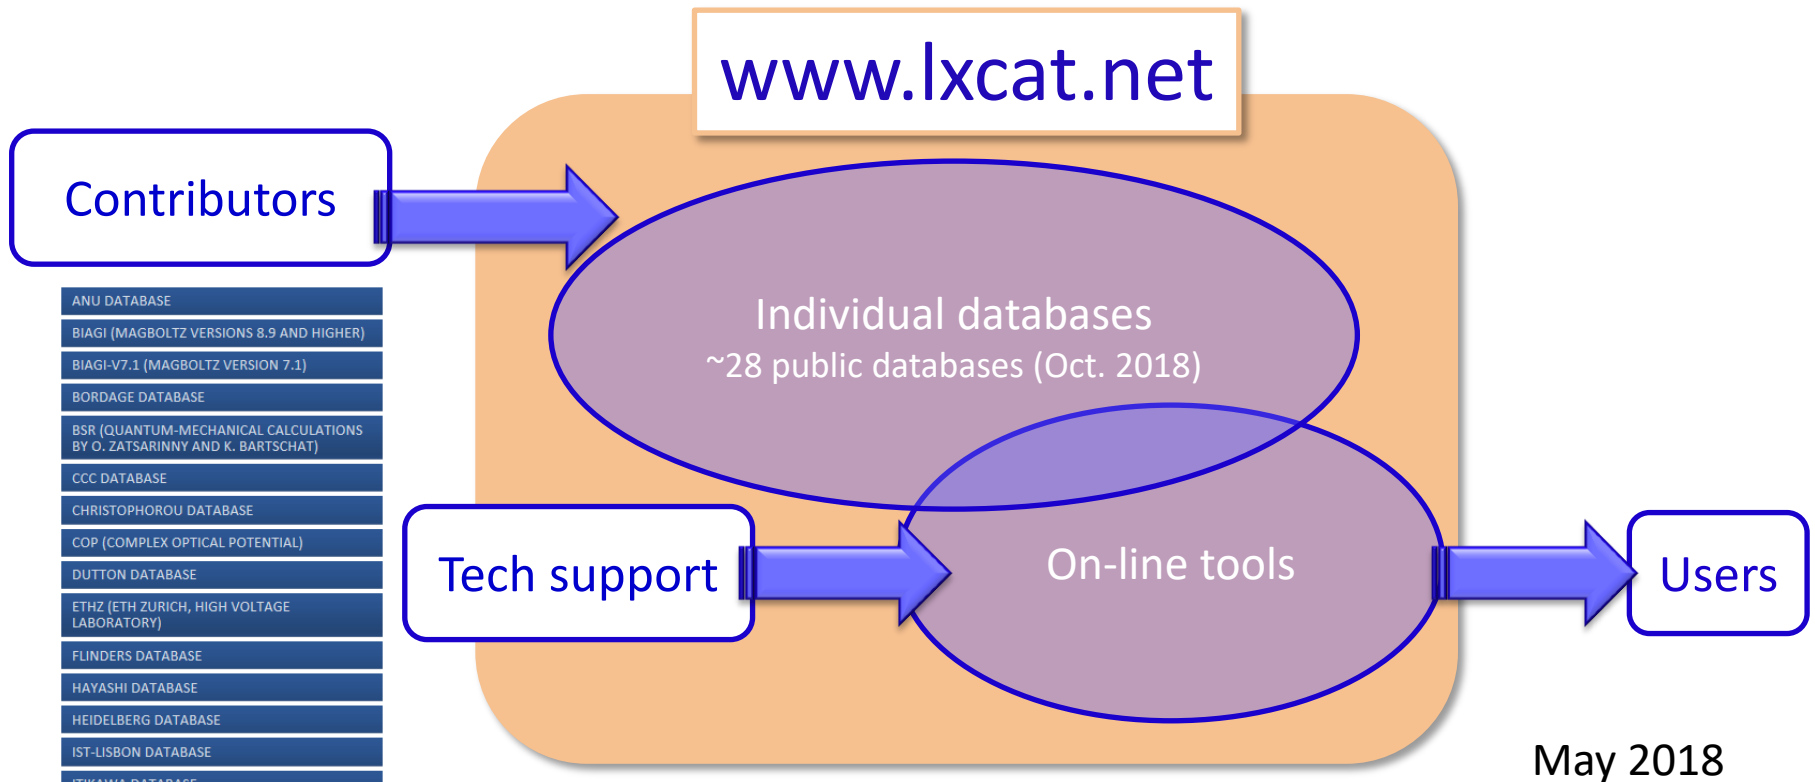 www.lxcat.net
Contributors
ANU DATABASE
BIAGI (MAGBOLTZ VERSIONS 8.9 AND HIGHER)
BIAGI-V7.1 (MAGBOLTZ VERSION 7.1)
BORDAGE DATABASE
BSR (QUANTUM-MECHANICAL CALCULATIONS
BY O. ZATSARINNY AND K. BARTSCHAT)
CCC DATABASE
CHRISTOPHOROU DATABASE
COP (COMPLEX OPTICAL POTENTIAL)
DUTTON DATABASE
ETHZ (ETH ZURICH, HIGH VOLTAGE
LABORATORY)
FLINDERS DATABASE
HAYASHI DATABASE
HEIDELBERG DATABASE
IST-LISBON DATABASE
ITIKAWA DATABASE
Individual databases
~28 public databases (Oct. 2018)
Tech support
On-line tools
Users
May 2018